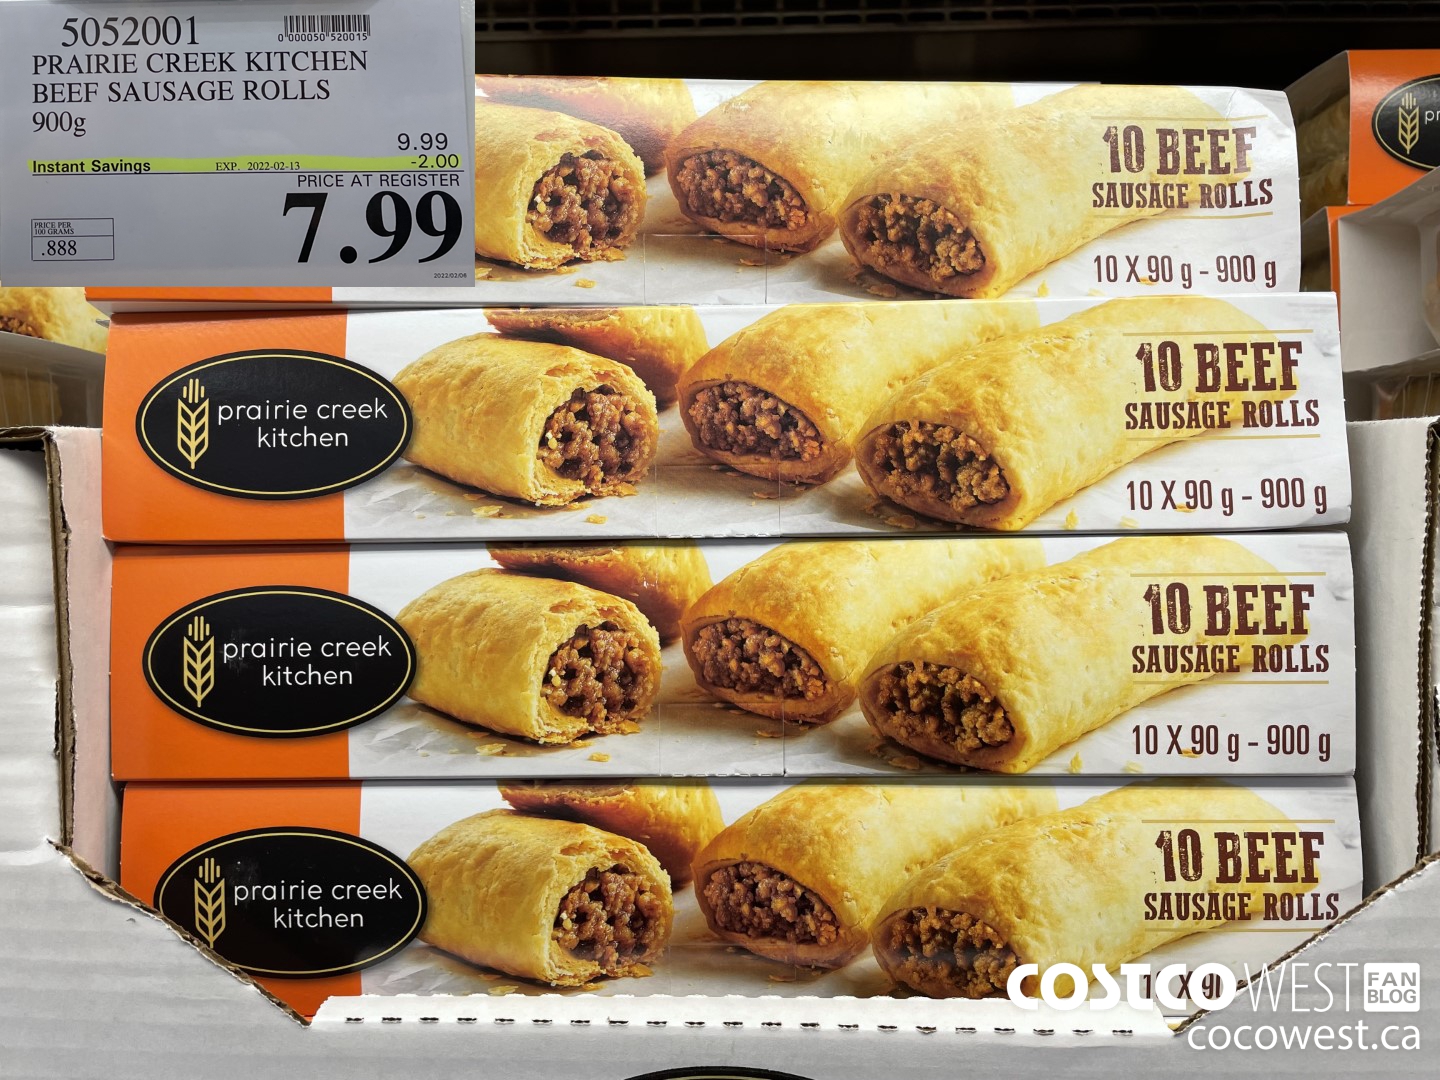 5052001
0"000050"520015"
PRAIRIE CREEK KITCHEN
BEEF SAUSAGE ROLLS
900g
9.99
Instant Savings EXP. 2022-02-13 -2.00
PRICE AT REGISTER
7.99
PRICE PER
100 GRAMS
.888
2022/02/06
10 BEEF
SAUSAGE ROLLS
10 X 90 g - 900 g
prairie creek
kitchen
10 BEEF
SAUSAGE ROLLS
10 X 90 g - 900 g
prairie creek
kitchen
10 BEEF
SAUSAGE ROLLS
10 X 90 g - 900 g
prairie creek
kitchen
10 BEEF
SAUSAGE ROLLS
10 X 90
COSTCO WEST FAN
BLOG
cocowest.ca
pr